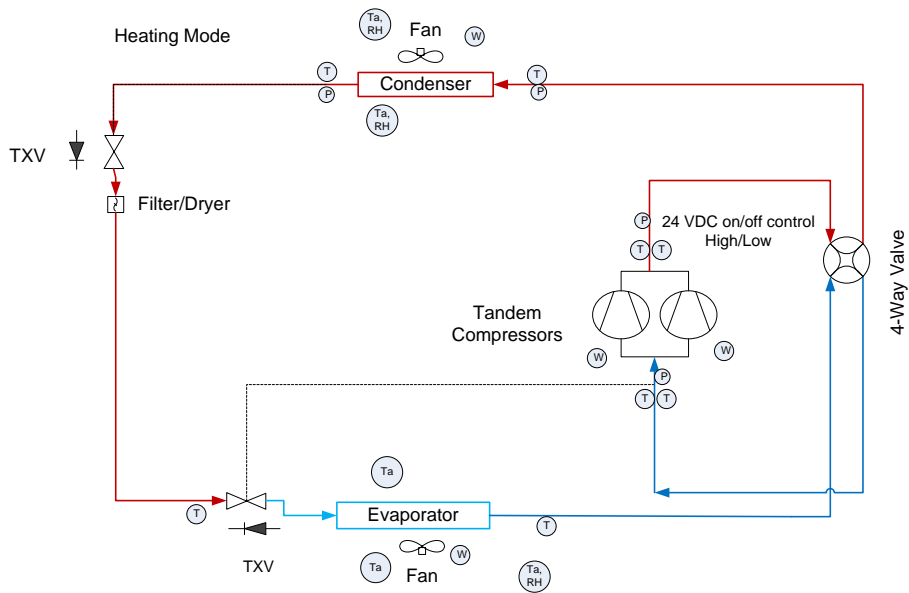 Heating Mode
Ta,
RH
Fan
W
T
P
Condenser
T
P
Ta,
RH
TXV
Filter/Dryer
P
24 VDC on/off control
High/Low
T
T
4-Way Valve
Tandem
Compressors
W
W
P
T
T
Ta
T
Evaporator
T
TXV
Ta
Fan
W
Ta,
RH